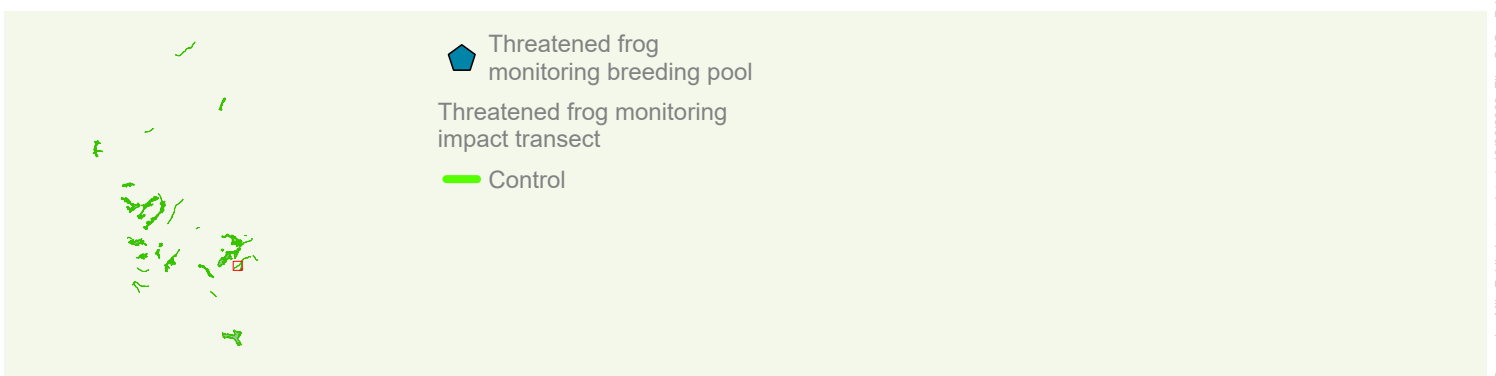 Threatened frog
monitoring breeding pool
Threatened frog monitoring
impact transect
Control